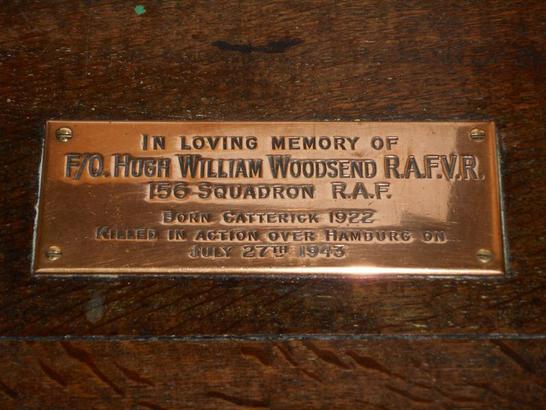 IN LOVING MEMORY OF
F/O. HUGH WILLIAM WOODSEND R.A.F.V.R.
156 SQUADRON R.A.F.
BORN CATTERICK 1922
KILLED IN ACTION OVER HAMBURG ON
JULY 27TH 1943